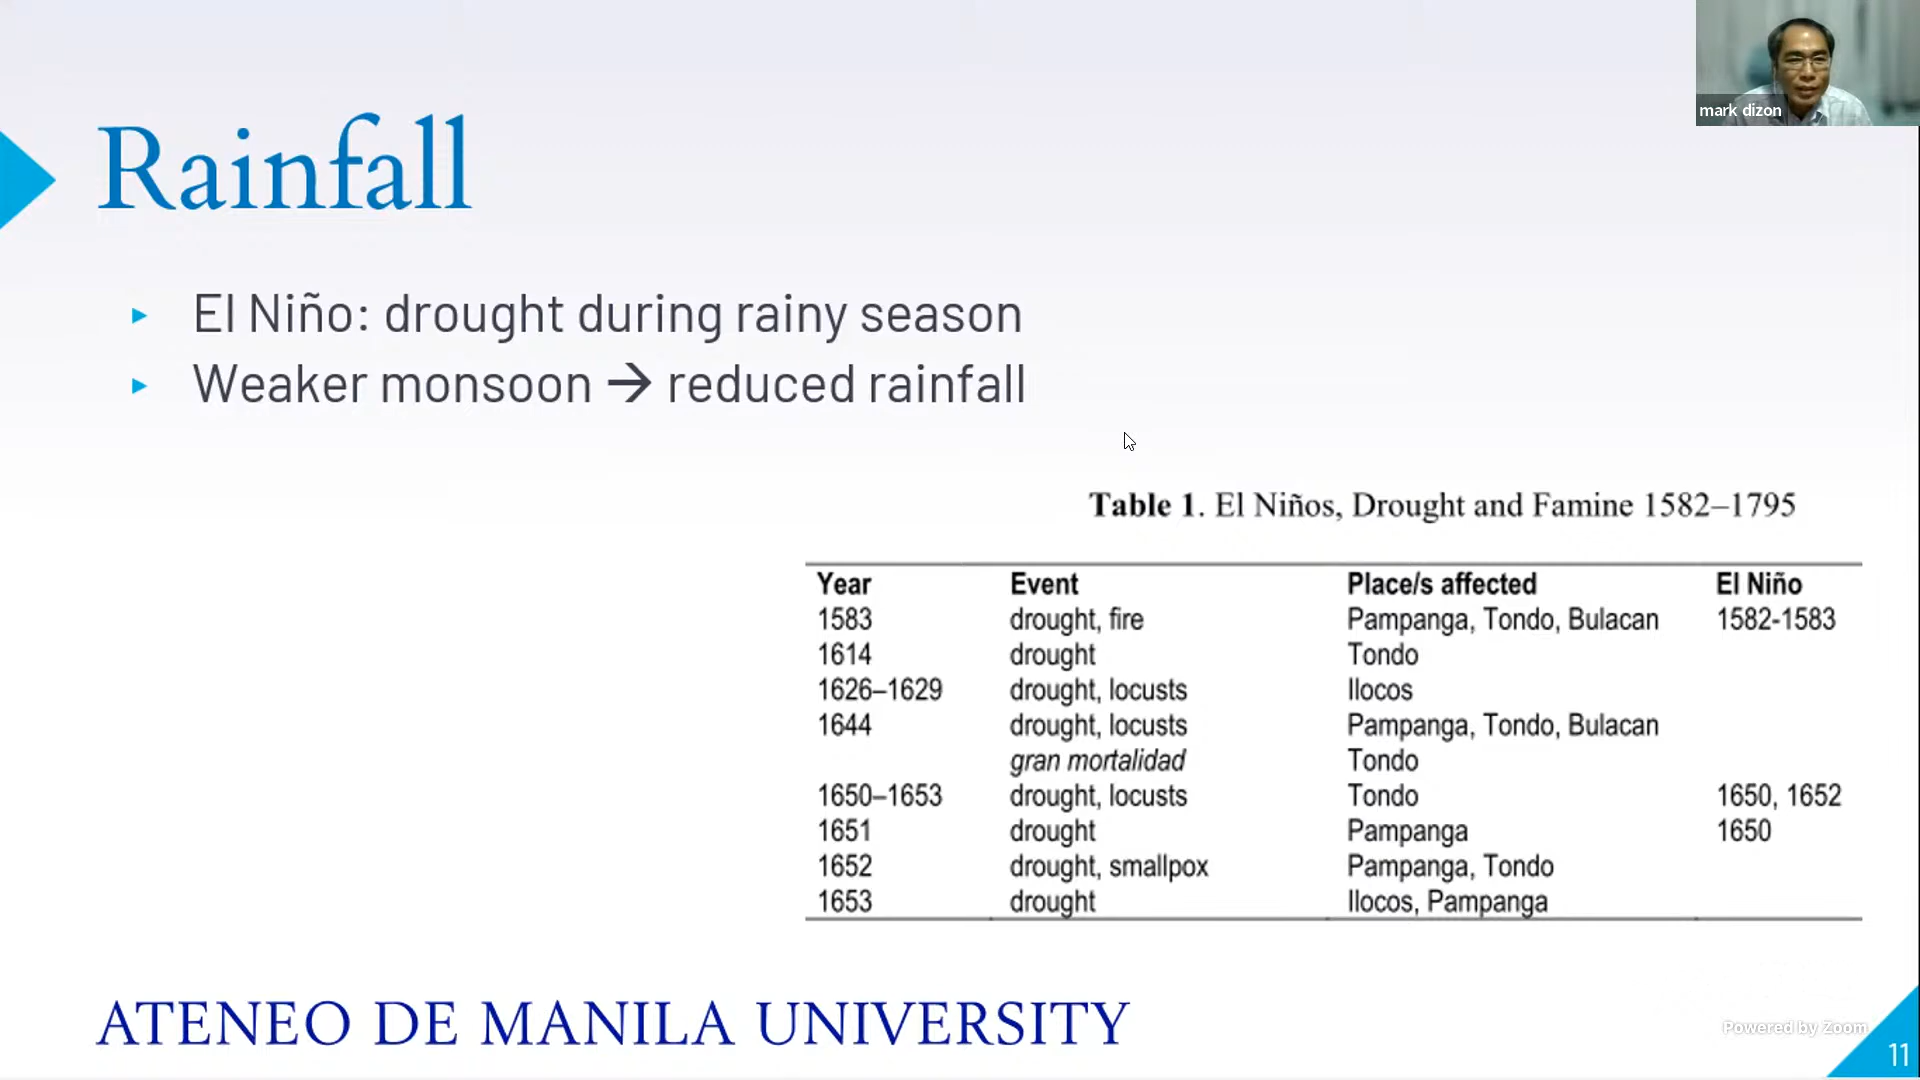 mark dizon
Rainfall
▸ El Niño: drought during rainy season
▸ Weaker monsoon → reduced rainfall
Table 1. El Niños, Drought and Famine 1582–1795
Year Event Place/s affected El Niño
1583 drought, fire Pampanga, Tondo, Bulacan 1582-1583
1614 drought Tondo
1626–1629 drought, locusts Ilocos
1644 drought, locusts Pampanga, Tondo, Bulacan
gran mortalidad Tondo
1650–1653 drought, locusts Tondo 1650, 1652
1651 drought Pampanga 1650
1652 drought, smallpox Pampanga, Tondo
1653 drought Ilocos, Pampanga
ATENEO DE MANILA UNIVERSITY
Powered by Zoom
11